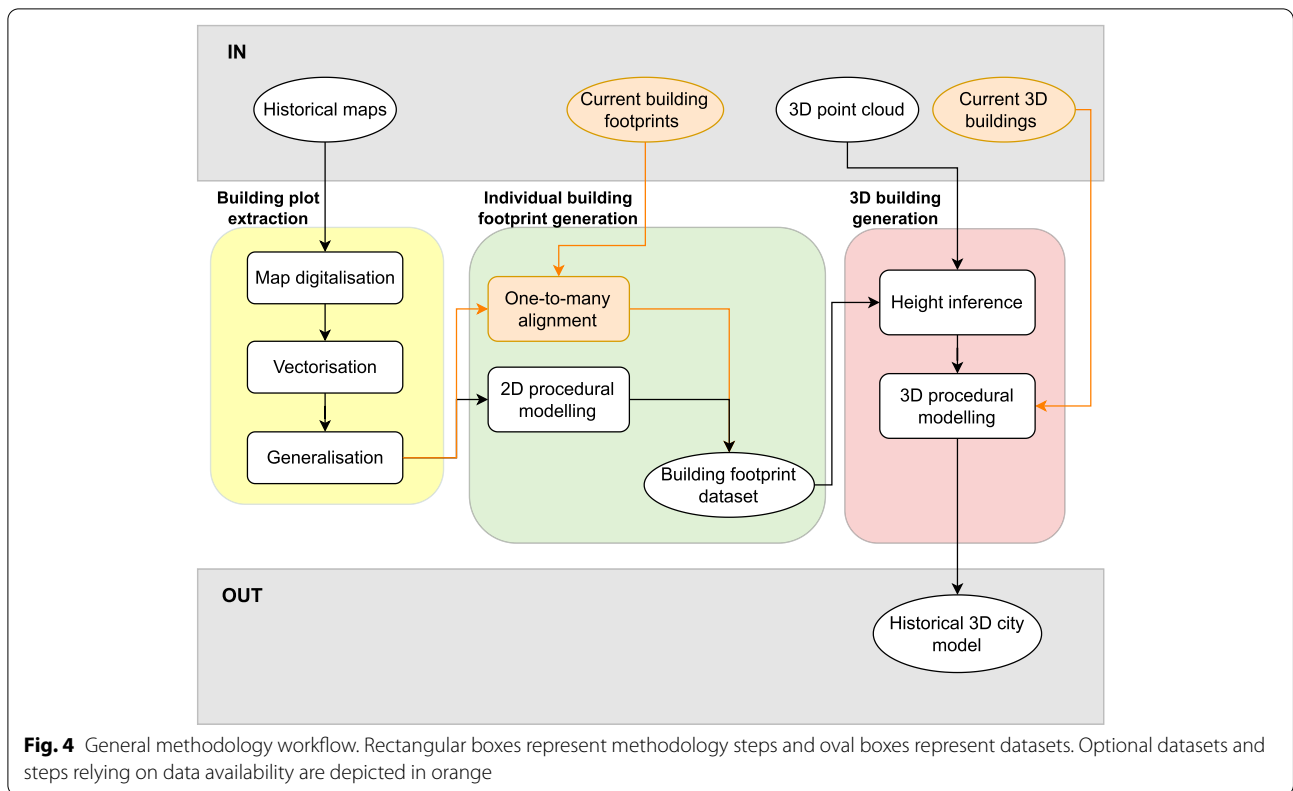 IN
Historical maps
Current building
footprints
3D point cloud
Current 3D
buildings
Building plot
extraction
Individual building
footprint generation
3D building
generation
Map digitalisation
Vectorisation
Generalisation
One-to-many
alignment
2D procedural
modelling
Building footprint
dataset
Height inference
3D procedural
modelling
OUT
Historical 3D city
model
Fig. 4 General methodology workflow. Rectangular boxes represent methodology steps and oval boxes represent datasets. Optional datasets and
steps relying on data availability are depicted in orange